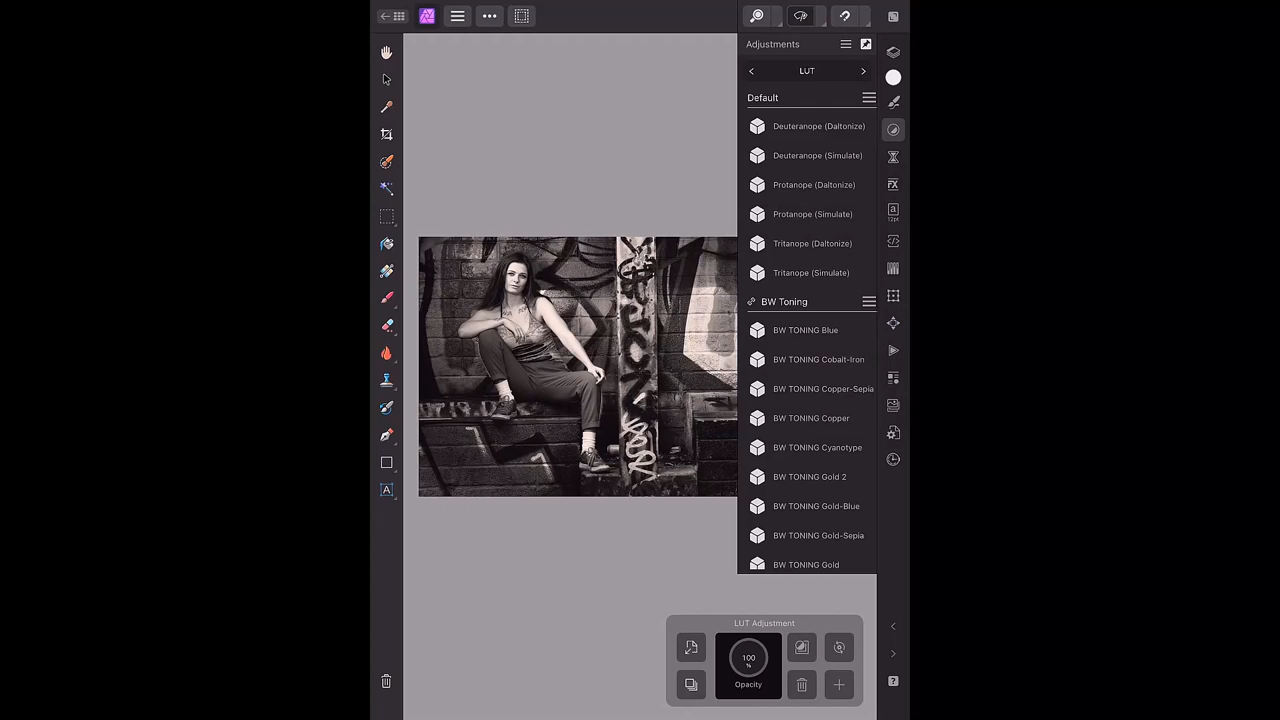 Adjustments
LUT
Default
Deuteranope (Daltonize)
Deuteranope (Simulate)
Protanope (Daltonize)
Protanope (Simulate)
Tritanope (Daltonize)
Tritanope (Simulate)
BW Toning
BW TONING Blue
BW TONING Cobalt-Iron
BW TONING Copper-Sepia
BW TONING Copper
BW TONING Cyanotype
BW TONING Gold 2
BW TONING Gold-Blue
BW TONING Gold-Sepia
BW TONING Gold
LUT Adjustment
100
%
Opacity
FX
a
12pt
A
?